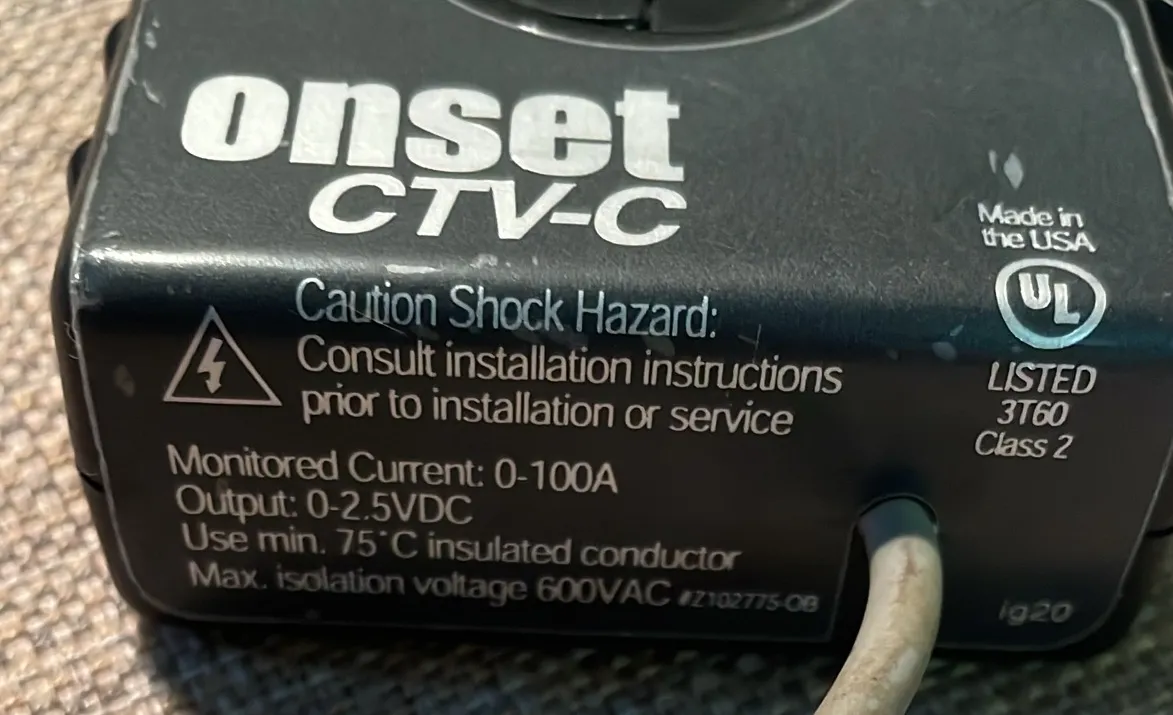 onset
CTV-C
Made in
the USA
UL
LISTED
3T60
Class 2
Caution Shock Hazard:
Consult installation instructions
prior to installation or service
Monitored Current: 0-100A
Output: 0-2.5VDC
Use min. 75°C insulated conductor
Max. isolation voltage 600VAC #Z102775-0B
ig20